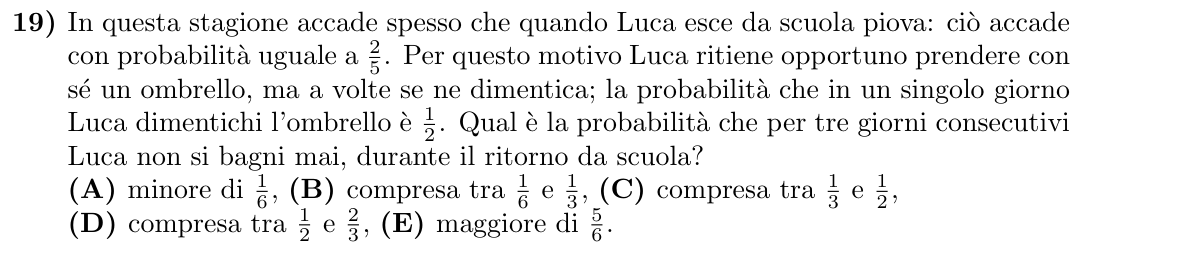 19) In questa stagione accade spesso che quando Luca esce da scuola piova: ciò accade
con probabilità uguale a 2/5. Per questo motivo Luca ritiene opportuno prendere con
sé un ombrello, ma a volte se ne dimentica; la probabilità che in un singolo giorno
Luca dimentichi l'ombrello è 1/2. Qual è la probabilità che per tre giorni consecutivi
Luca non si bagni mai, durante il ritorno da scuola?
(A) minore di 1/6, (B) compresa tra 1/6 e 1/3, (C) compresa tra 1/3 e 1/2,
(D) compresa tra 1/2 e 2/3, (E) maggiore di 5/6.